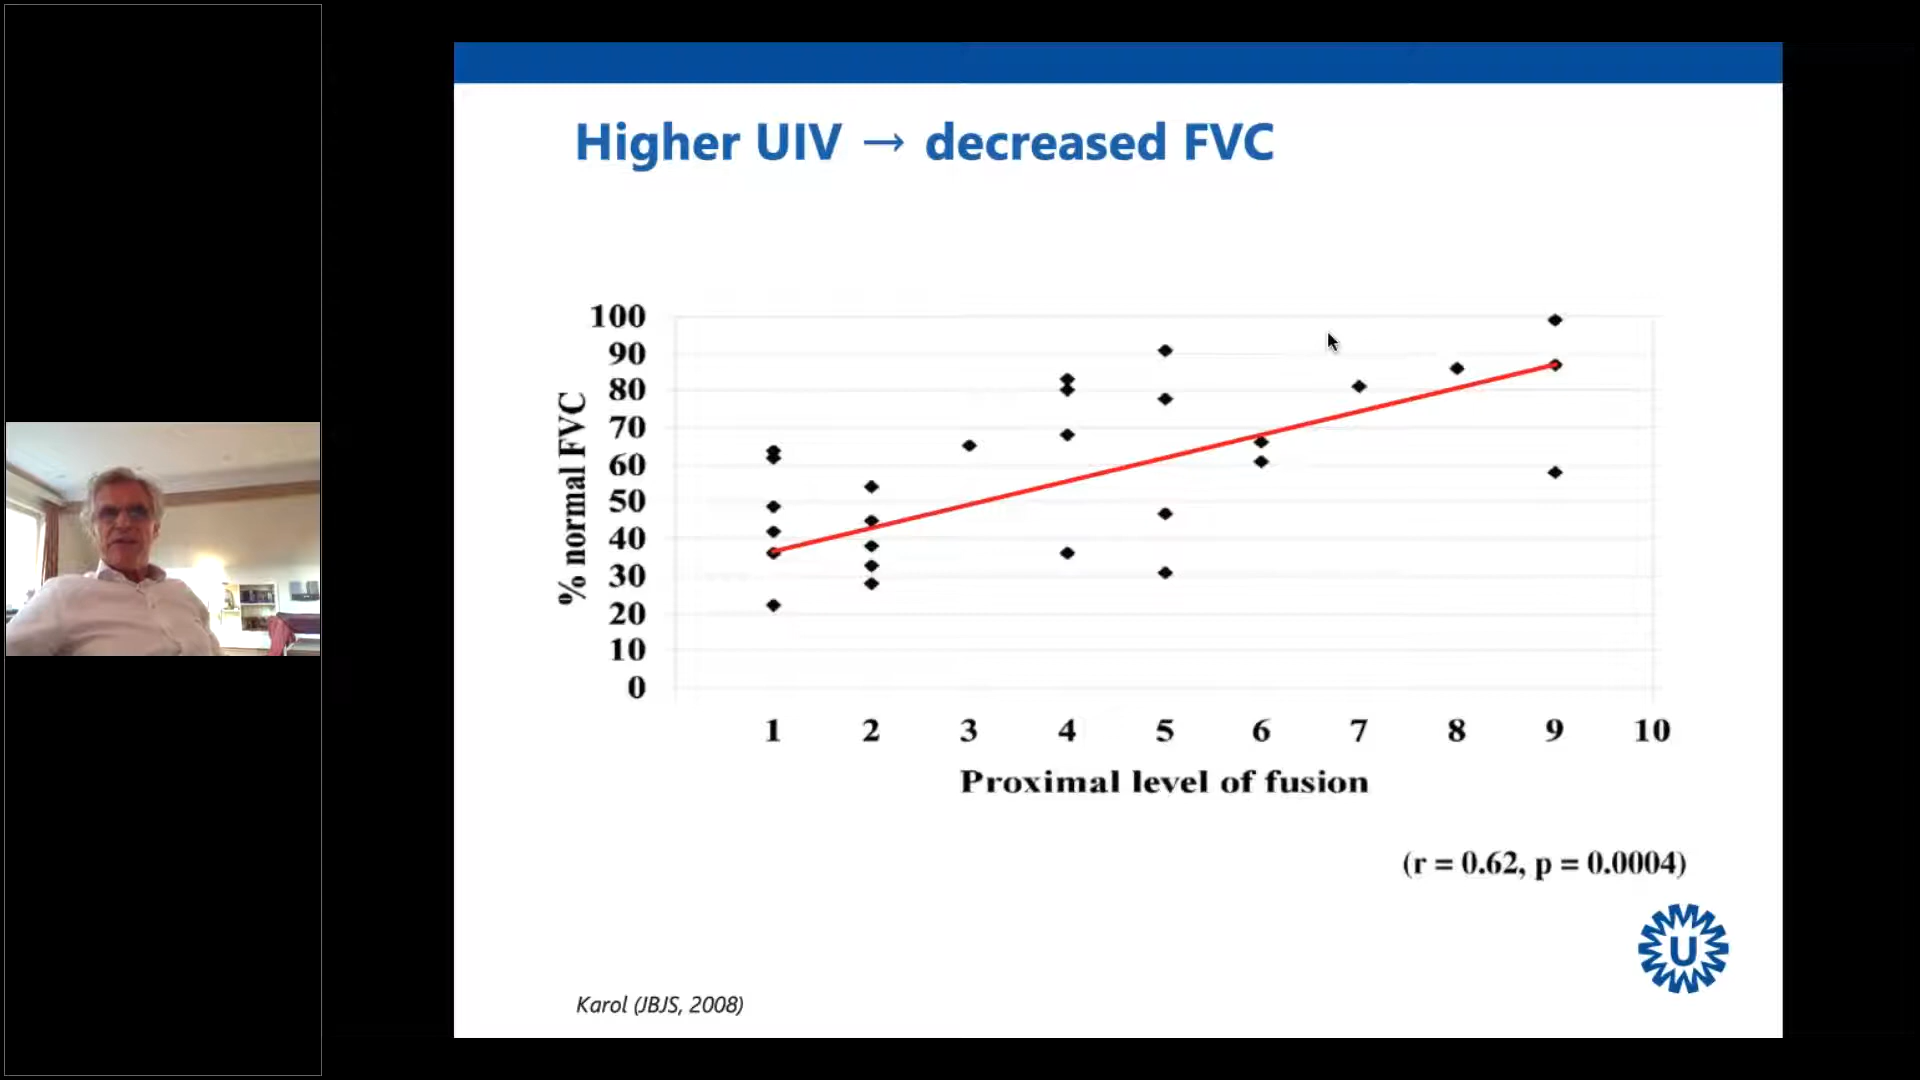 Higher UIV → decreased FVC
% normal FVC
100
90
80
70
60
50
40
30
20
10
0
1 2 3 4 5 6 7 8 9 10
Proximal level of fusion
(r = 0.62, p = 0.0004)
U
Karol (JBJS, 2008)